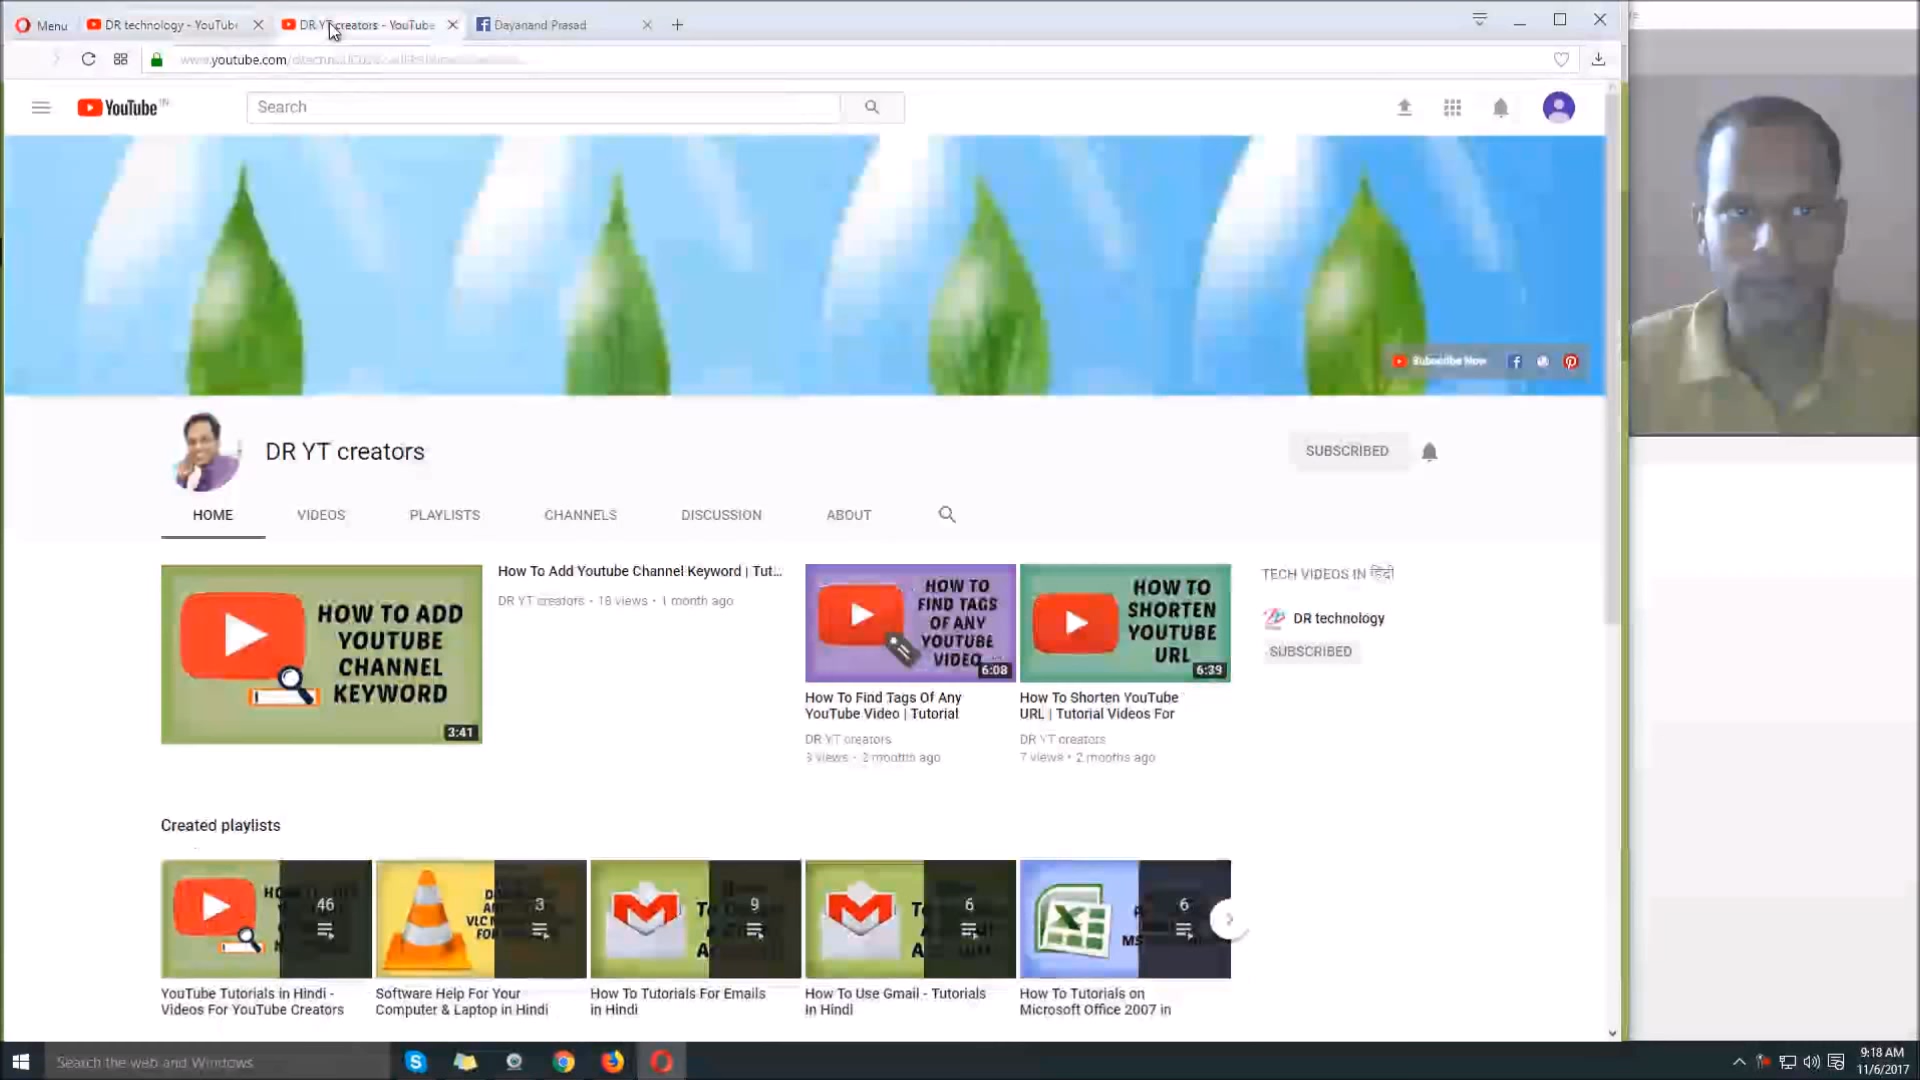 Menu
DR technology - YouTube
DR YT creators - YouTube
Dayanand Prasad
www.youtube.com/
YouTube IN
Search
Subscribe Now
DR YT creators
SUBSCRIBED
HOME
VIDEOS
PLAYLISTS
CHANNELS
DISCUSSION
ABOUT
HOW TO ADD
YOUTUBE
CHANNEL
KEYWORD
3:41
How To Add Youtube Channel Keyword | Tut...
DR YT creators • 18 views • 1 month ago
HOW TO
FIND TAGS
OF ANY
YOUTUBE
VIDEO
6:08
How To Find Tags Of Any
YouTube Video | Tutorial
DR YT creators
views • 2 months ago
HOW TO
SHORTEN
YOUTUBE
URL
6:39
How To Shorten YouTube
URL | Tutorial Videos For
DR YT creators
7 views • 2 months ago
TECH VIDEOS IN हिंदी
DR technology
SUBSCRIBED
Created playlists
46
YouTube Tutorials in Hindi -
Videos For YouTube Creators
3
Software Help For Your
Computer & Laptop in Hindi
9
How To Tutorials For Emails
in Hindi
6
How To Use Gmail - Tutorials
in Hindi
6
How To Tutorials on
Microsoft Office 2007 in
Search the web and Windows
9:18 AM
11/6/2017